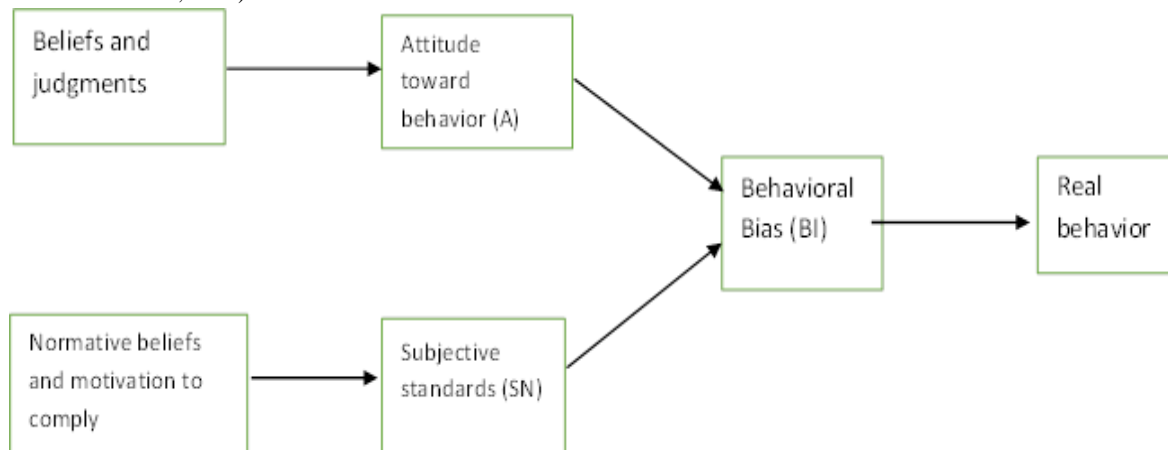 Beliefs and
judgments
Attitude
toward
behavior (A)
Behavioral
Bias (BI)
Real
behavior
Normative beliefs
and motivation to
comply
Subjective
standards (SN)